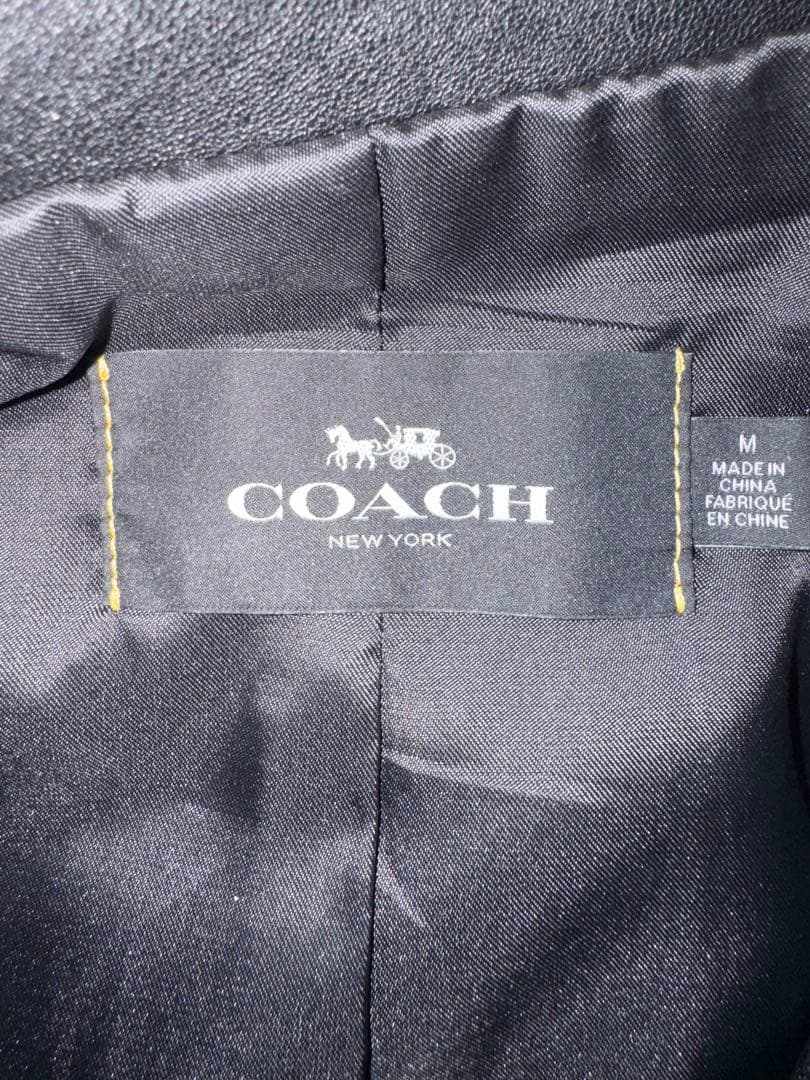 COACH
NEW YORK
M
MADE IN
CHINA
FABRIQUÉ
EN CHINE